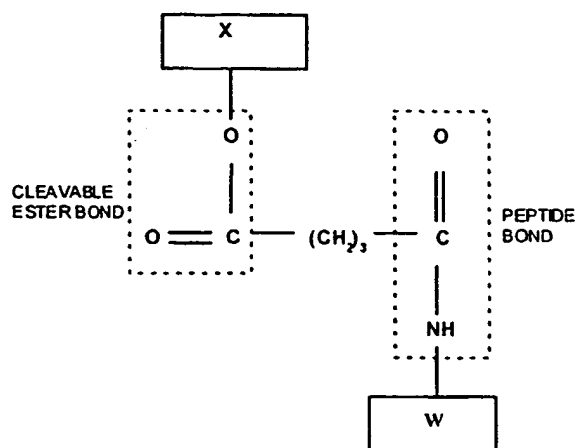 X
O
O
CLEAVABLE
ESTER BOND
O
C
(CH2)3
C
PEPTIDE
BOND
NH
W